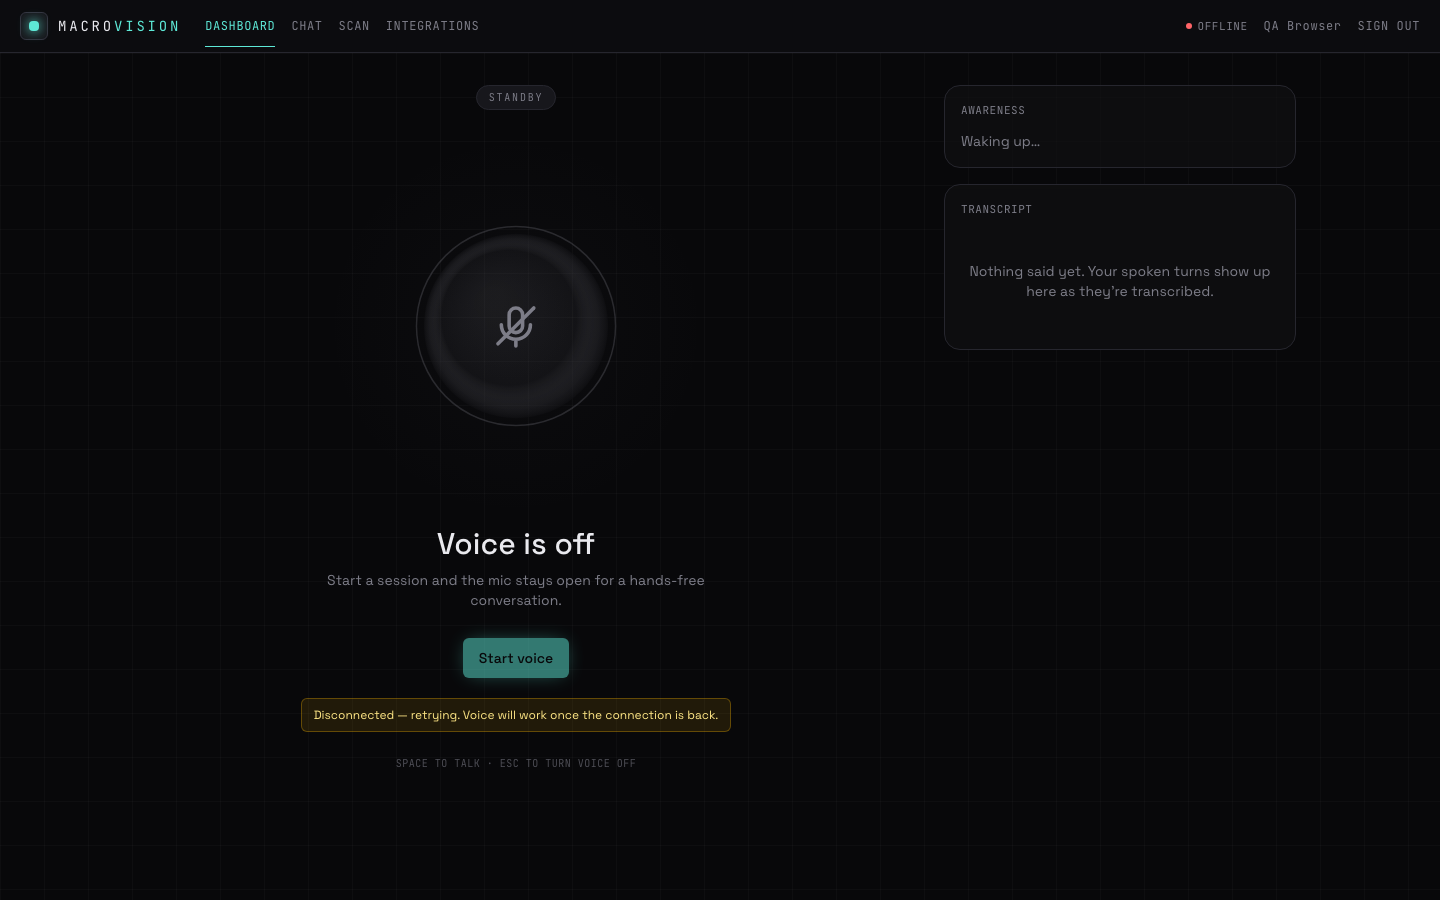 MACROVISION
DASHBOARD CHAT SCAN INTEGRATIONS
OFFLINE QA Browser SIGN OUT
STANDBY
Voice is off
Start a session and the mic stays open for a hands-free
conversation.
Start voice
Disconnected — retrying. Voice will work once the connection is back.
SPACE TO TALK · ESC TO TURN VOICE OFF
AWARENESS
Waking up…
TRANSCRIPT
Nothing said yet. Your spoken turns show up
here as they’re transcribed.